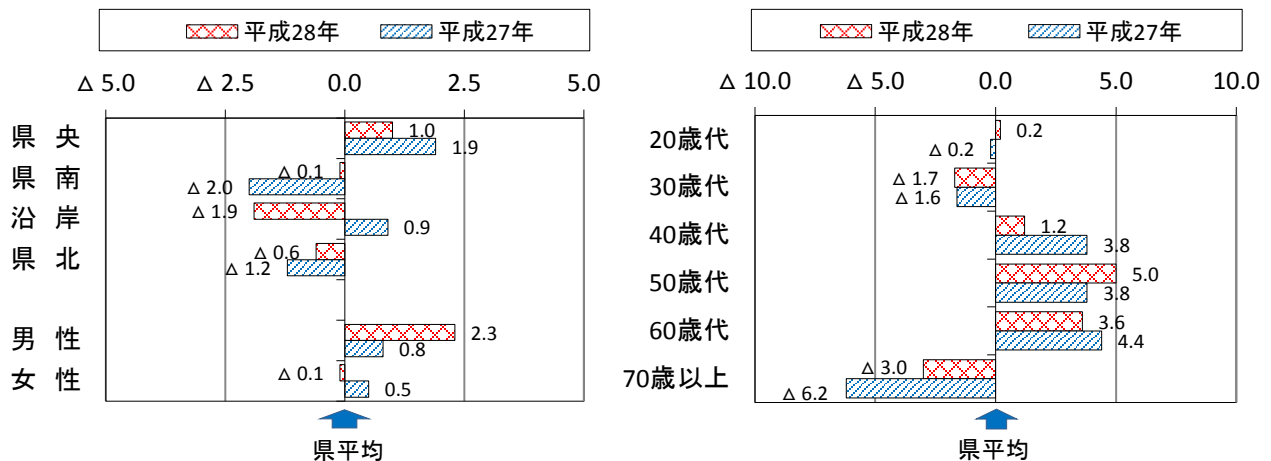 平成28年 平成27年
△ 5.0 △ 2.5 0.0 2.5 5.0
県 央 1.0
1.9
県 南 △ 0.1
△ 2.0
沿 岸 △ 1.9
0.9
県 北 △ 0.6
△ 1.2
男 性 2.3
0.8
女 性 △ 0.1
0.5
県平均
平成28年 平成27年
△ 10.0 △ 5.0 0.0 5.0 10.0
20歳代 0.2
△ 0.2
30歳代 △ 1.7
△ 1.6
40歳代 1.2
3.8
50歳代 5.0
3.8
60歳代 3.6
4.4
70歳以上 △ 3.0
△ 6.2
県平均